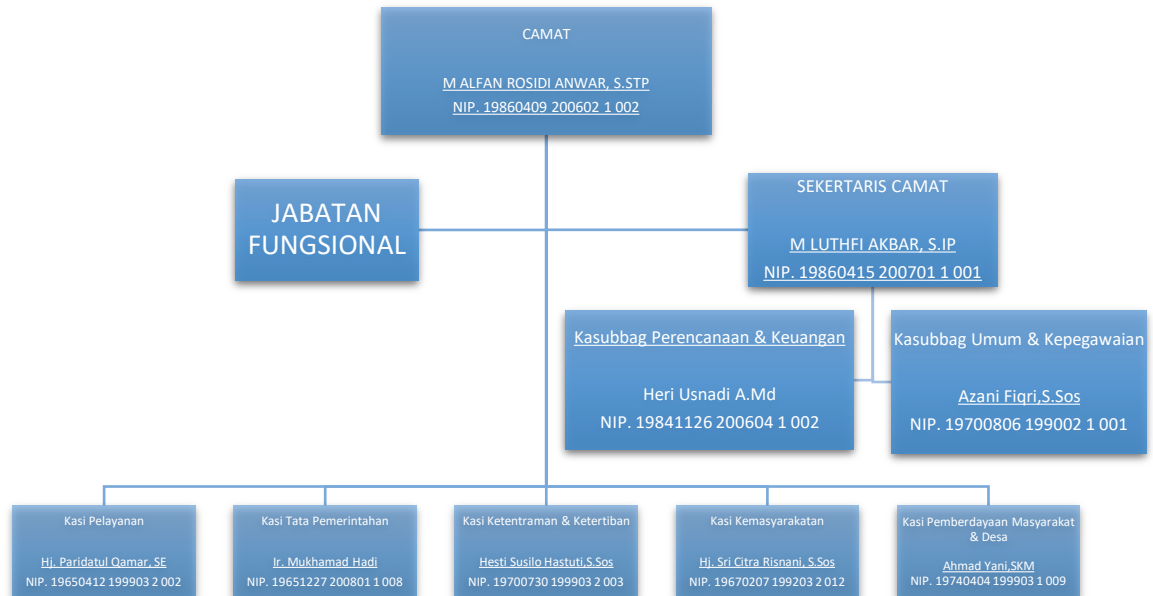 CAMAT
M ALFAN ROSIDI ANWAR, S.STP
NIP. 19860409 200602 1 002
JABATAN
FUNGSIONAL
SEKERTARIS CAMAT
M LUTHFI AKBAR, S.IP
NIP. 19860415 200701 1 001
Kasubbag Perencanaan & Keuangan
Heri Usnadi A.Md
NIP. 19841126 200604 1 002
Kasubbag Umum & Kepegawaian
Azani Fiqri,S.Sos
NIP. 19700806 199002 1 001
Kasi Pelayanan
Hj. Paridatul Qamar, SE
NIP. 19650412 199903 2 002
Kasi Tata Pemerintahan
Ir. Mukhamad Hadi
NIP. 19651227 200801 1 008
Kasi Ketentraman & Ketertiban
Hesti Susilo Hastuti,S.Sos
NIP. 19700730 199903 2 003
Kasi Kemasyarakatan
Hj. Sri Citra Risnani, S.Sos
NIP. 19670207 199203 2 012
Kasi Pemberdayaan Masyarakat
& Desa
Ahmad Yani,SKM
NIP. 19740404 199903 1 009